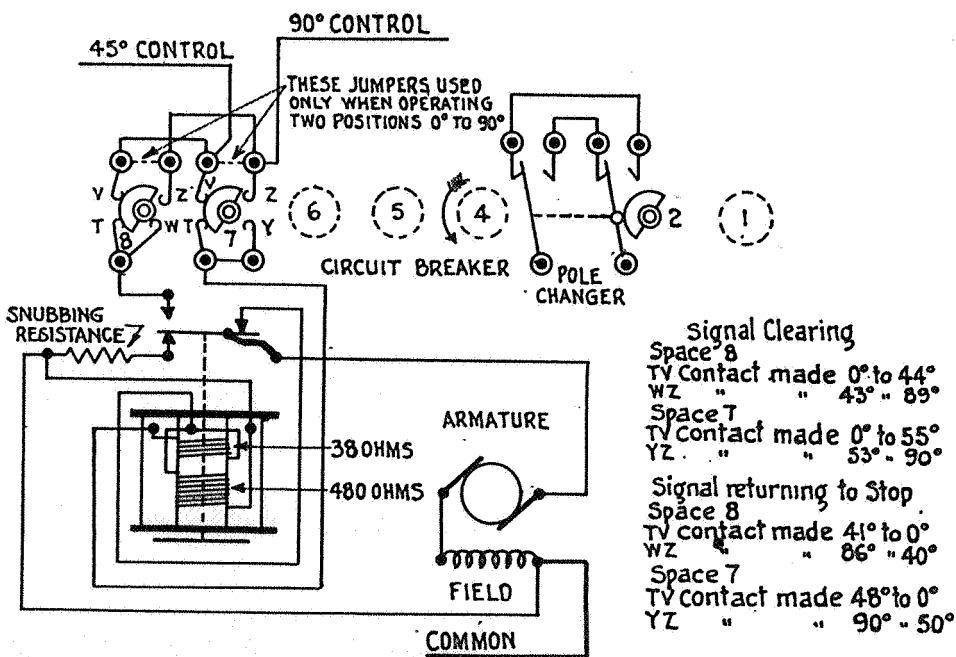 90° CONTROL
45° CONTROL
THESE JUMPERS USED
ONLY WHEN OPERATING
TWO POSITIONS 0° TO 90°
V Z V Z
T W T Y
8 7 6 5 4 2 1
CIRCUIT BREAKER
POLE
CHANGER
SNUBBING
RESISTANCE
38 OHMS
480 OHMS
ARMATURE
FIELD
COMMON
Signal Clearing
Space 8
TV Contact made 0° to 44°
WZ " " 43° " 89°
Space 7
TV Contact made 0° to 55°
YZ " " 53° " 90°
Signal returning to Stop
Space 8
TV contact made 41° to 0°
WZ " " 86° " 40°
Space 7
TV Contact made 48° to 0°
YZ " " 90° " 50°